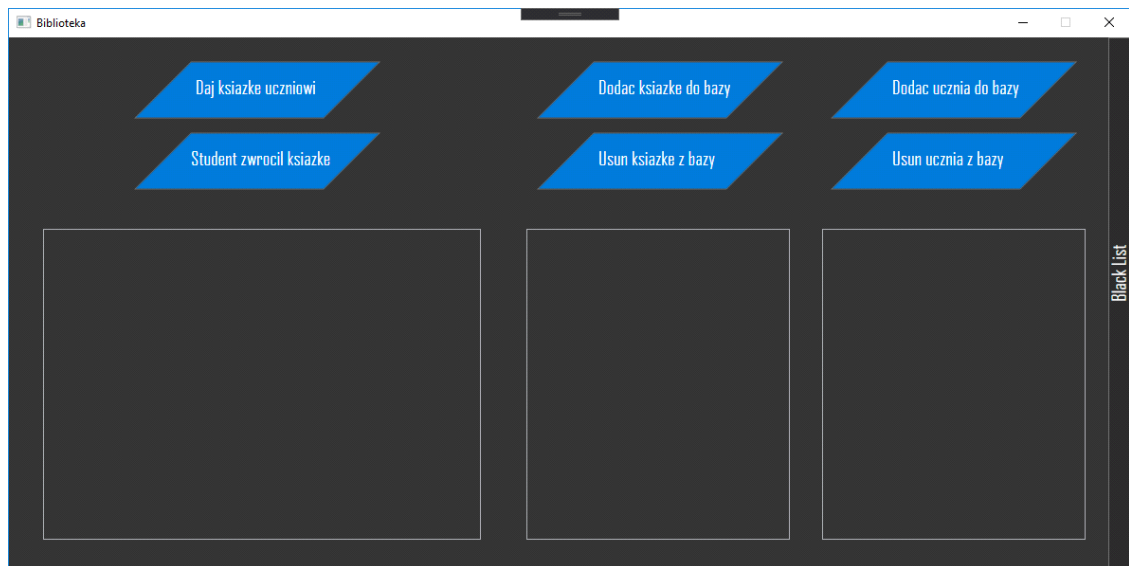 Biblioteka
Daj ksiazke uczniowi
Dodac ksiazke do bazy
Dodac ucznia do bazy
Student zwrocil ksiazke
Usun ksiazke z bazy
Usun ucznia z bazy
Black List